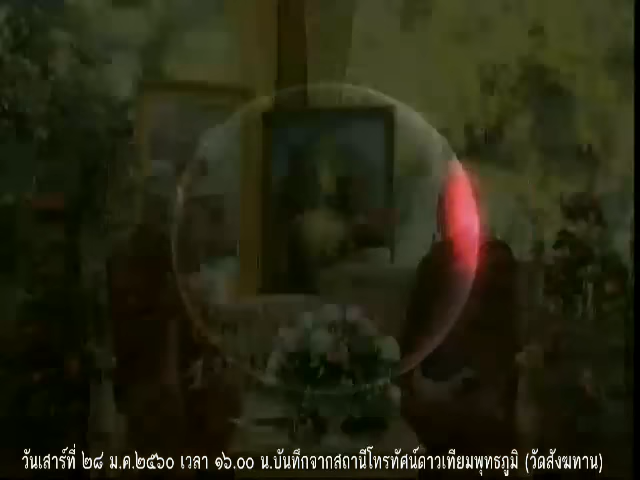 วันเสาร์ที่ ๒๘ ม.ค.๒๕๖๐ เวลา ๑๖.๐๐ น.บันทึกจากสถานีโทรทัศน์ดาวเทียมพุทธภูมิ (วัดสังฆทาน)